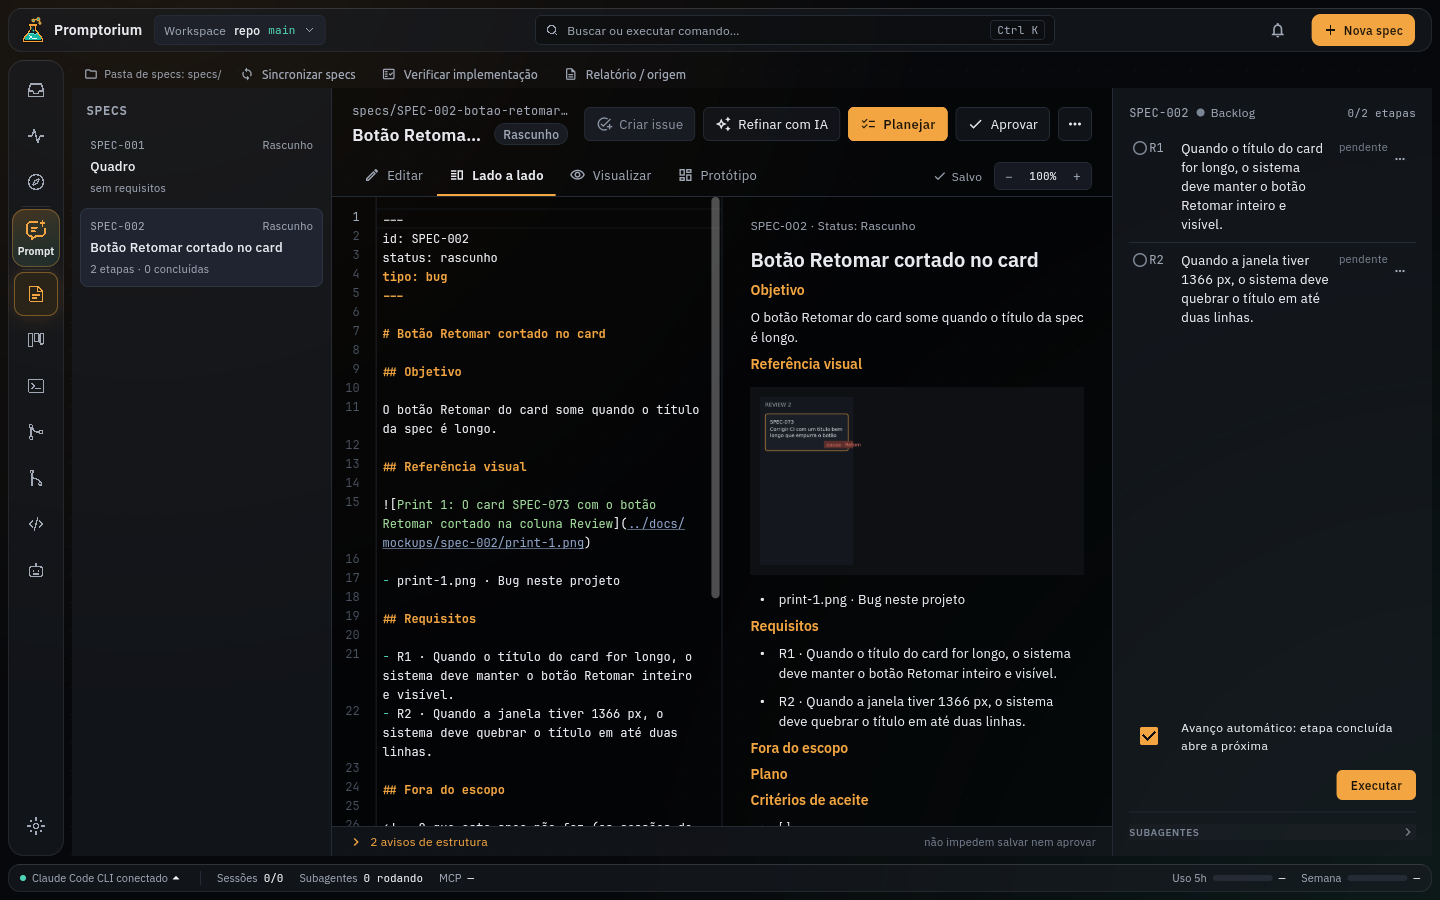 Promptorium
Workspace repo main
Buscar ou executar comando...
Ctrl K
Nova spec
Pasta de specs: specs/
Sincronizar specs
Verificar implementação
Relatório / origem
Prompt
SPECS
SPEC-001
Rascunho
Quadro
sem requisitos
SPEC-002
Rascunho
Botão Retomar cortado no card
2 etapas · 0 concluídas
specs/SPEC-002-botao-retomar…
Botão Retoma...
Rascunho
Criar issue
Refinar com IA
Planejar
Aprovar
Editar
Lado a lado
Visualizar
Protótipo
Salvo
− 100% +
1 ---
2 id: SPEC-002
3 status: rascunho
4 tipo: bug
5 ---
6
7 # Botão Retomar cortado no card
8
9 ## Objetivo
10
11 O botão Retomar do card some quando o título
da spec é longo.
12
13 ## Referência visual
14
15 ![Print 1: O card SPEC-073 com o botão
Retomar cortado na coluna Review](../docs/
mockups/spec-002/print-1.png)
16
17 - print-1.png · Bug neste projeto
18
19 ## Requisitos
20
21 - R1 · Quando o título do card for longo, o
sistema deve manter o botão Retomar inteiro
e visível.
22 - R2 · Quando a janela tiver 1366 px, o
sistema deve quebrar o título em até duas
linhas.
23
24 ## Fora do escopo
25
26
SPEC-002 · Status: Rascunho
Botão Retomar cortado no card
Objetivo
O botão Retomar do card some quando o título da spec
é longo.
Referência visual
REVIEW 2
SPEC-073
Corrigir CI com um título bem
longo que empurra o botão
• print-1.png · Bug neste projeto
Requisitos
• R1 · Quando o título do card for longo, o sistema
deve manter o botão Retomar inteiro e visível.
• R2 · Quando a janela tiver 1366 px, o sistema
deve quebrar o título em até duas linhas.
Fora do escopo
Plano
Critérios de aceite
2 avisos de estrutura
não impedem salvar nem aprovar
SPEC-002
Backlog
0/2 etapas
R1
Quando o título do card
for longo, o sistema
deve manter o botão
Retomar inteiro e
visível.
pendente
R2
Quando a janela tiver
1366 px, o sistema deve
quebrar o título em até
duas linhas.
pendente
Avanço automático: etapa concluída
abre a próxima
Executar
SUBAGENTES
Claude Code CLI conectado
Sessões 0/0
Subagentes 0 rodando
MCP —
Uso 5h —
Semana —